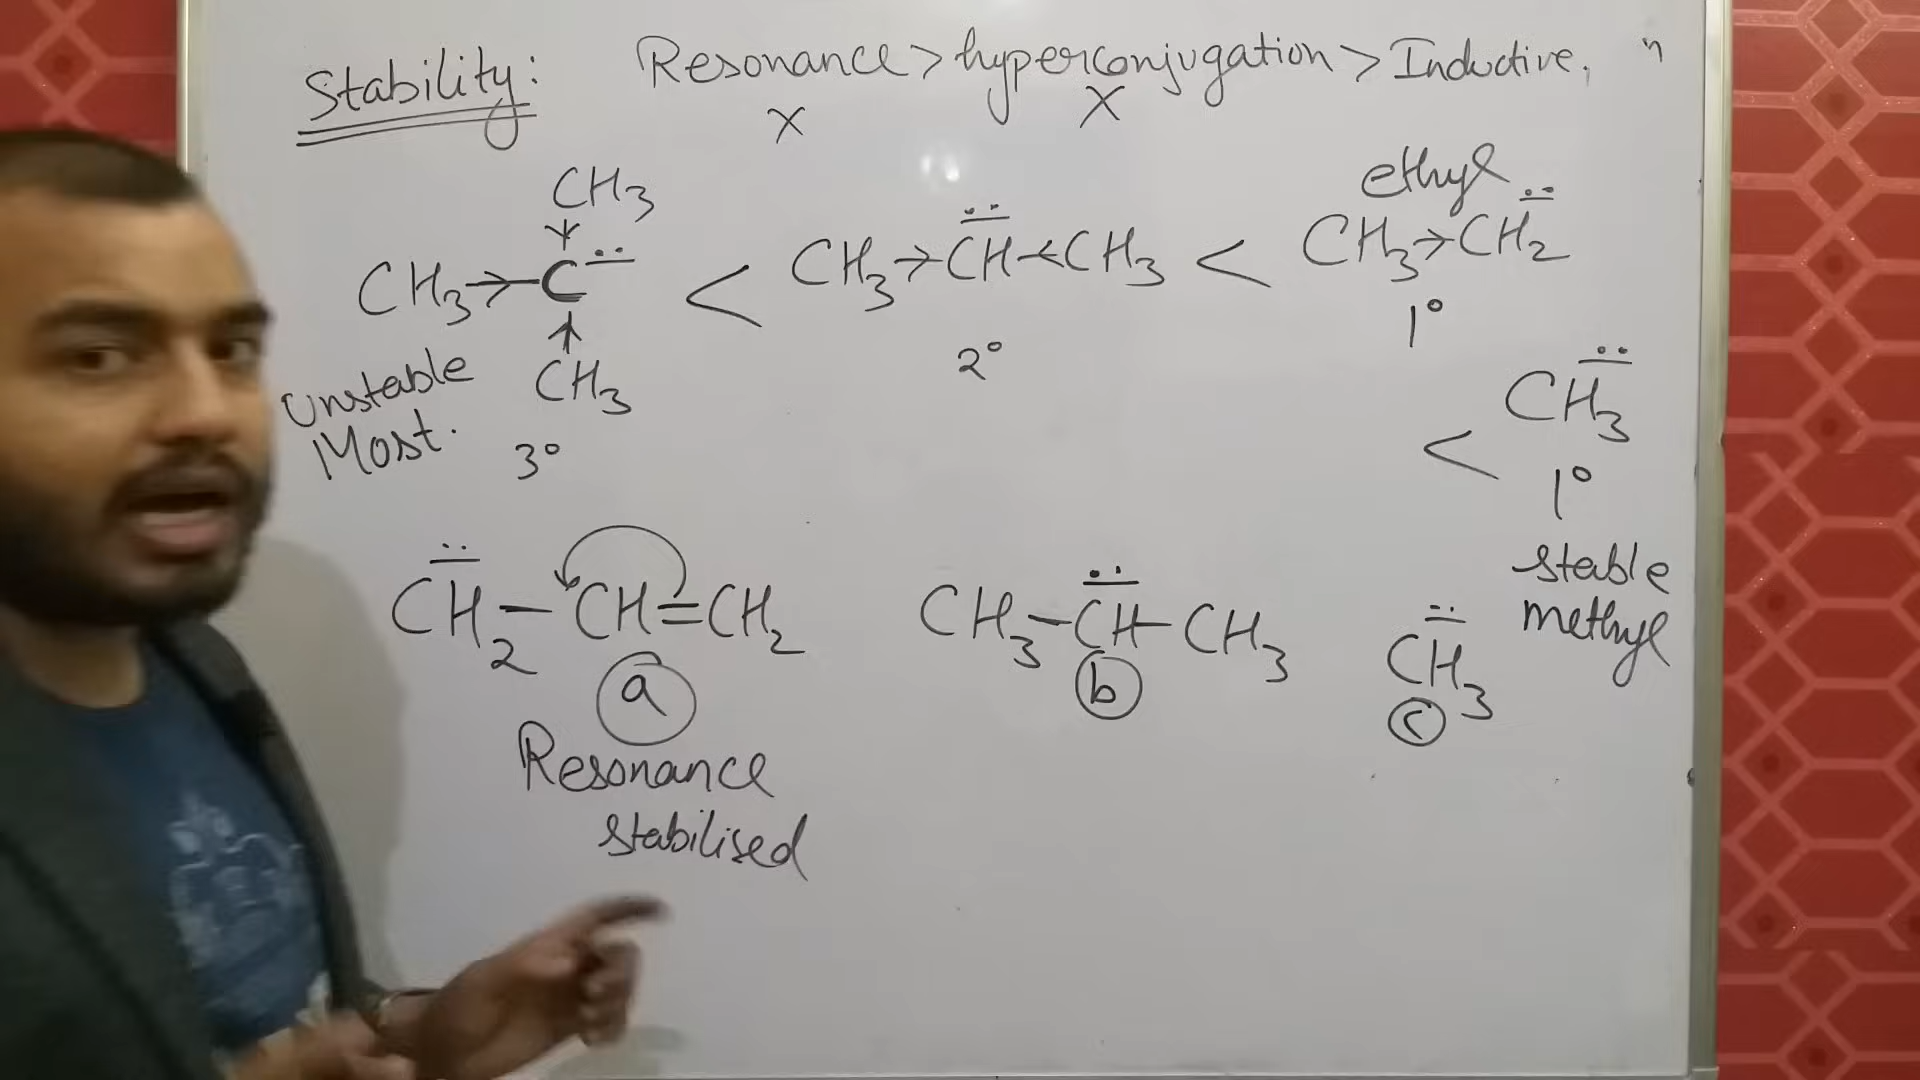 Stability: Resonance > hyperconjugation > Inductive. "
X X
CH3 → C̈⁻ (CH3) (CH3) < CH3 → C̈H⁻ ← CH3 < CH3 → C̈H2⁻
ethyl
3° 2° 1°
Unstable
Most.
< C̈H3⁻
1°
stable
methyl
C̈H2⁻ – CH = CH2
a
Resonance
stabilised
CH3 – C̈H⁻ – CH3
b
C̈H3⁻
c